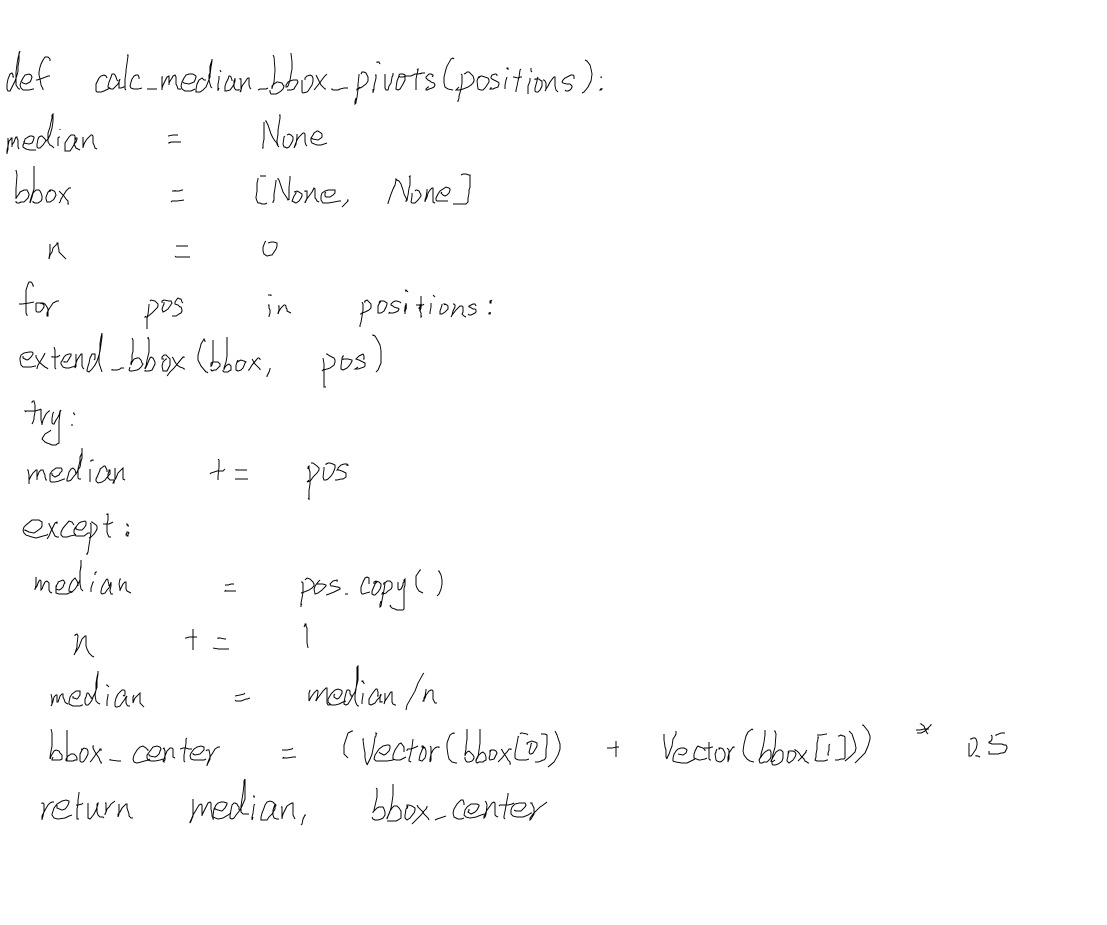 def calc_median_bbox_pivots(positions):
median = None
bbox = [None, None]
n = 0
for pos in positions:
extend_bbox(bbox, pos)
try:
median += pos
except:
median = pos.copy()
n += 1
median = median/n
bbox_center = (Vector(bbox[0]) + Vector(bbox[1])) * 0.5
return median, bbox_center